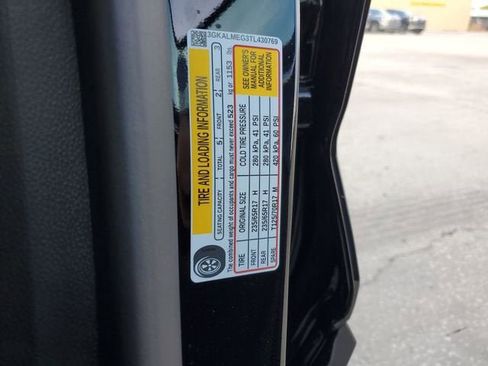 3GKALMEG3TL430769
TIRE AND LOADING INFORMATION
SEATING CAPACITY TOTAL 5 FRONT 2 REAR 3
The combined weight of occupants and cargo must never exceed 523 kg or 1153 lbs
TIRE ORIGINAL SIZE COLD TIRE PRESSURE
FRONT 235/65R17 H 280 kPa, 41 PSI
REAR 235/65R17 H 280 kPa, 41 PSI
SPARE T125/70R17 M 420 kPa, 60 PSI
SEE OWNER'S
MANUAL FOR
ADDITIONAL
INFORMATION